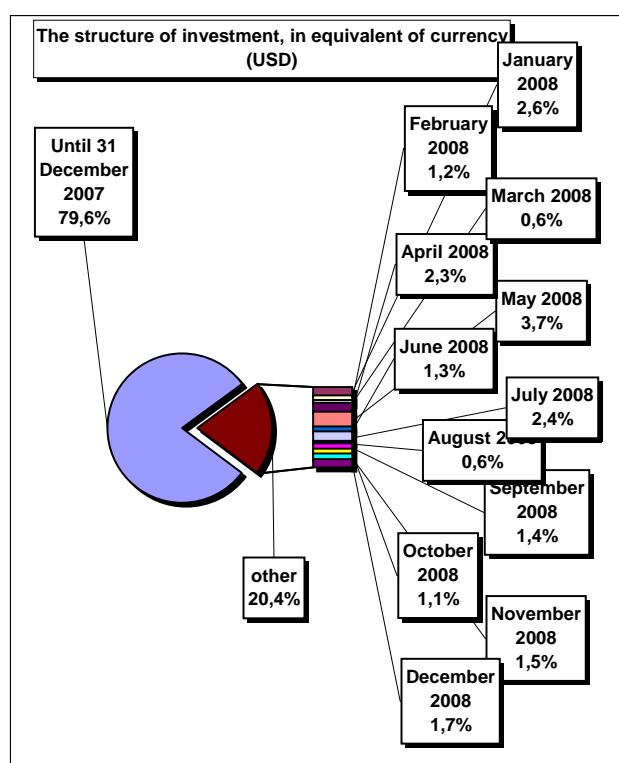 The structure of investment, in equivalent of currency
(USD)
Until 31
December
2007
79,6%
other
20,4%
January
2008
2,6%
February
2008
1,2%
March 2008
0,6%
April 2008
2,3%
May 2008
3,7%
June 2008
1,3%
July 2008
2,4%
August 2008
0,6%
September
2008
1,4%
October
2008
1,1%
November
2008
1,5%
December
2008
1,7%